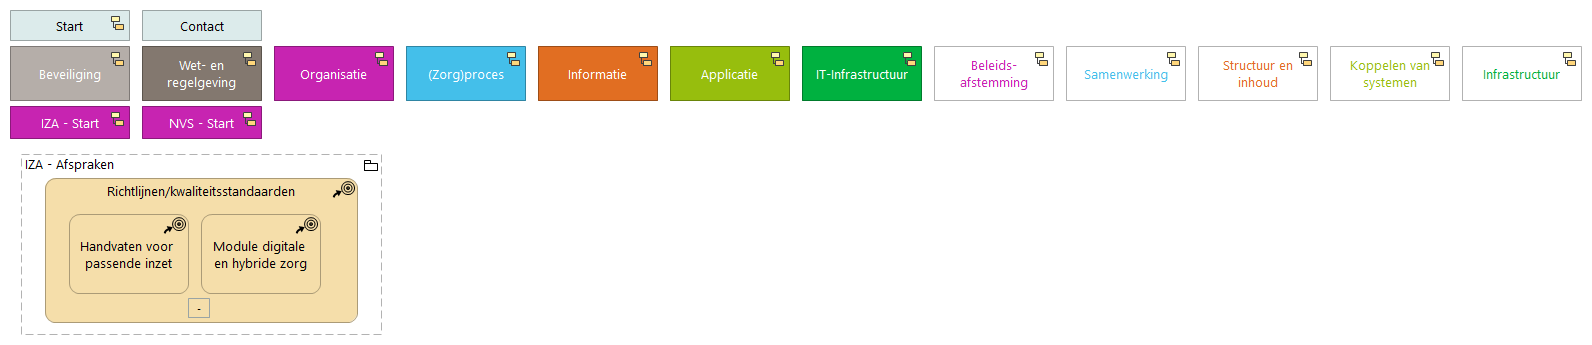 Start
Contact
Beveiliging
Wet- en
regelgeving
Organisatie
(Zorg)proces
Informatie
Applicatie
IT-Infrastructuur
Beleids-
afstemming
Samenwerking
Structuur en
inhoud
Koppelen van
systemen
Infrastructuur
IZA - Start
NVS - Start
IZA - Afspraken
Richtlijnen/kwaliteitsstandaarden
Handvaten voor
passende inzet
Module digitale
en hybride zorg
-